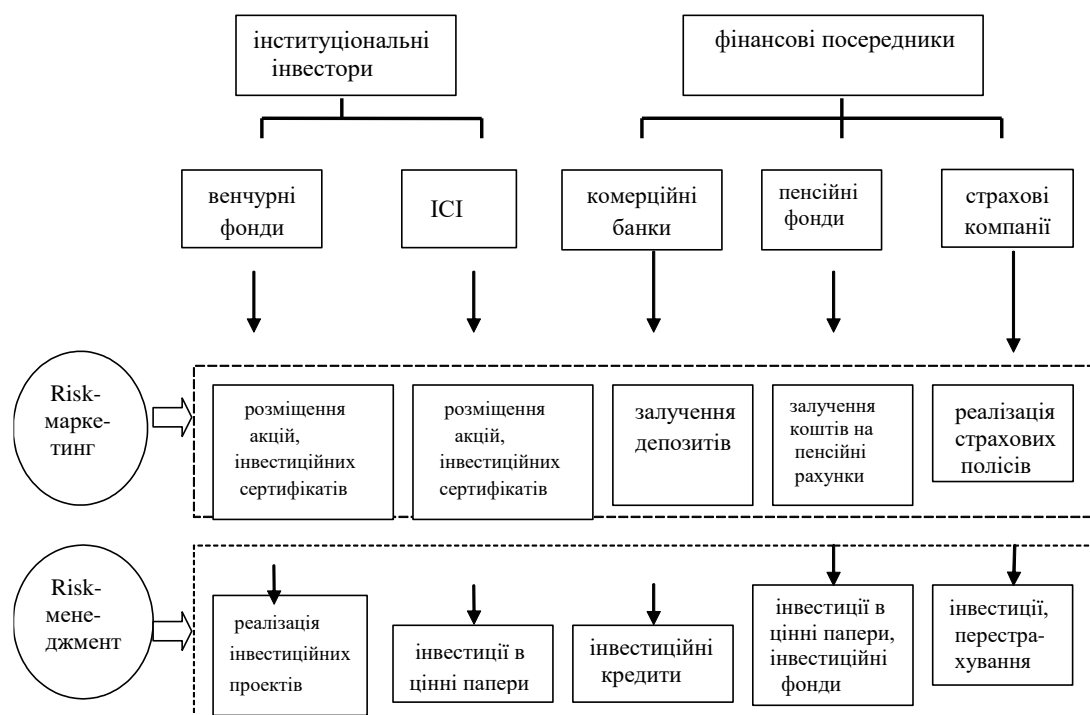 інституціональні
інвестори
фінансові посередники
венчурні
фонди
ІСІ
комерційні
банки
пенсійні
фонди
страхові
компанії
Risk-
марке-
тинг
розміщення
акцій,
інвестиційних
сертифікатів
розміщення
акцій,
інвестиційних
сертифікатів
залучення
депозитів
залучення
коштів на
пенсійні
рахунки
реалізація
страхових
полісів
Risk-
мене-
джмент
реалізація
інвестиційних
проектів
інвестиції в
цінні папери
інвестиційні
кредити
інвестиції в
цінні папери,
інвестиційні
фонди
інвестиції,
перестра-
хування